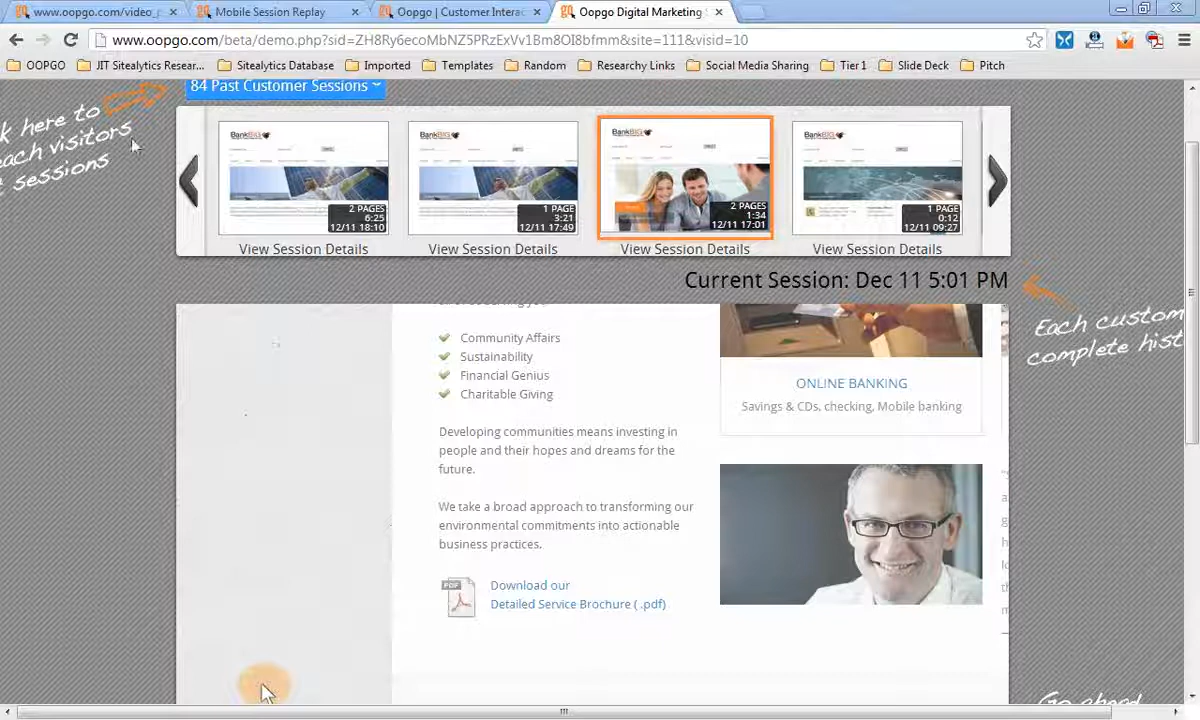 www.oopgo.com/video_
Mobile Session Replay
Oopgo | Customer Interac
Oopgo Digital Marketing
www.oopgo.com/beta/demo.php?sid=ZH8Ry6ecoMbNZ5PRzExVv1Bm8OI8bfmm&site=111&visid=10
OOPGO
JIT Sitealytics Resear...
Sitealytics Database
Imported
Templates
Random
Researchy Links
Social Media Sharing
Tier 1
Slide Deck
Pitch
84 Past Customer Sessions
k here to
each visitors
sessions
BankBIG
2 PAGES
6:25
12/11 18:10
View Session Details
BankBIG
1 PAGE
3:21
12/11 17:49
View Session Details
BankBIG
2 PAGES
1:34
12/11 17:01
View Session Details
BankBIG
1 PAGE
0:12
12/11 09:27
View Session Details
Current Session: Dec 11 5:01 PM
Each custom
complete hist
Community Affairs
Sustainability
Financial Genius
Charitable Giving
Developing communities means investing in
people and their hopes and dreams for the
future.
We take a broad approach to transforming our
environmental commitments into actionable
business practices.
PDF
Download our
Detailed Service Brochure ( .pdf)
ONLINE BANKING
Savings & CDs, checking, Mobile banking
Go ahead